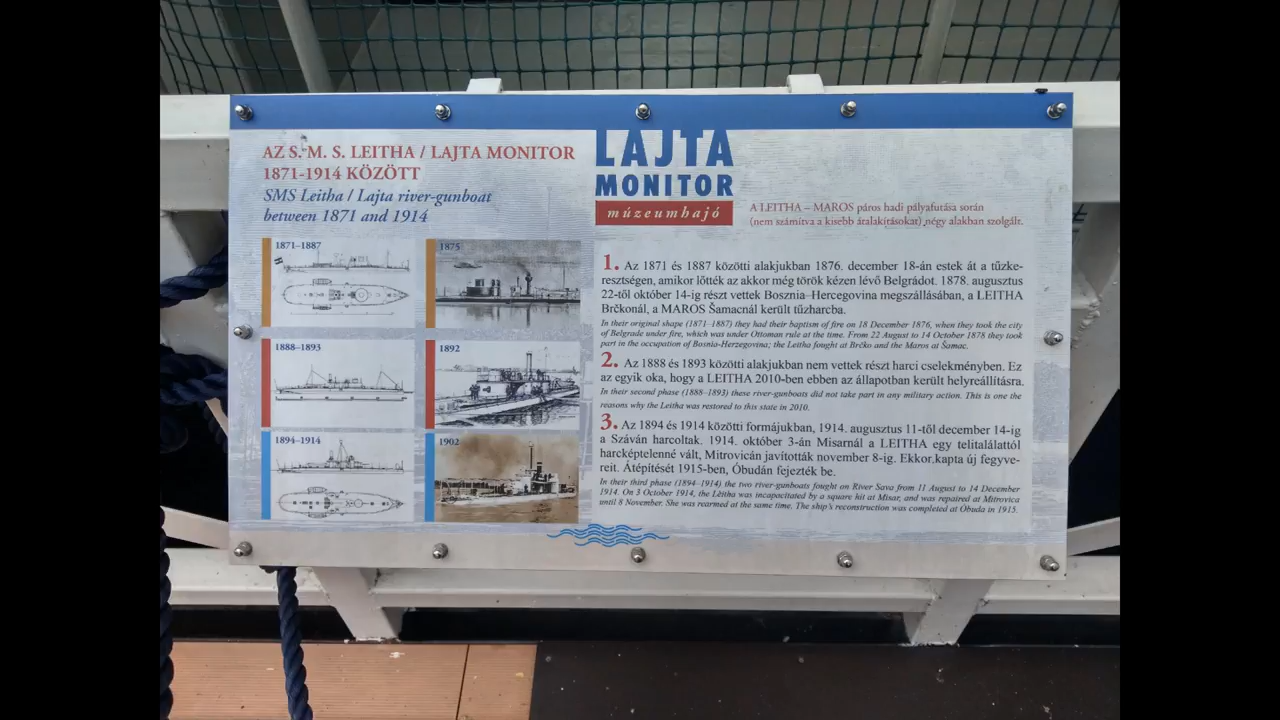 AZ S. M. S. LEITHA / LAJTA MONITOR
1871-1914 KÖZÖTT
SMS Leitha / Lajta river-gunboat
between 1871 and 1914
LAJTA
MONITOR
múzeumhajó
A LEITHA – MAROS páros hadi pályafutása során
(nem számítva a kisebb átalakításokat) négy alakban szolgált.
1871–1887
1875
1888–1893
1892
1894–1914
1902
1. Az 1871 és 1887 közötti alakjukban 1876. december 18-án estek át a tűzke-
resztségen, amikor lőtték az akkor még török kézen lévő Belgrádot. 1878. augusztus
22-től október 14-ig részt vettek Bosznia–Hercegovina megszállásában, a LEITHA
Brčkonál, a MAROS Šamacnál került tűzharcba.
In their original shape (1871–1887) they had their baptism of fire on 18 December 1876, when they took the city
of Belgrade under fire, which was under Ottoman rule at the time. From 22 August to 14 October 1878 they took
part in the occupation of Bosnia-Herzegovina; the Leitha fought at Brčko and the Maros at Šamac.
2. Az 1888 és 1893 közötti alakjukban nem vettek részt harci cselekményben. Ez
az egyik oka, hogy a LEITHA 2010-ben ebben az állapotban került helyreállításra.
In their second phase (1888–1893) these river-gunboats did not take part in any military action. This is one the
reasons why the Leitha was restored to this state in 2010.
3. Az 1894 és 1914 közötti formájukban, 1914. augusztus 11-től december 14-ig
a Száván harcoltak. 1914. október 3-án Misarnál a LEITHA egy telitalálattól
harcképtelenné vált, Mitrovicán javították november 8-ig. Ekkor kapta új fegyve-
reit. Átépítését 1915-ben, Óbudán fejezték be.
In their third phase (1894–1914) the two river-gunboats fought on River Sava from 11 August to 14 December
1914. On 3 October 1914, the Leitha was incapacitated by a square hit at Misar, and was repaired at Mitrovica
until 8 November. She was rearmed at the same time. The ship's reconstruction was completed at Óbuda in 1915.